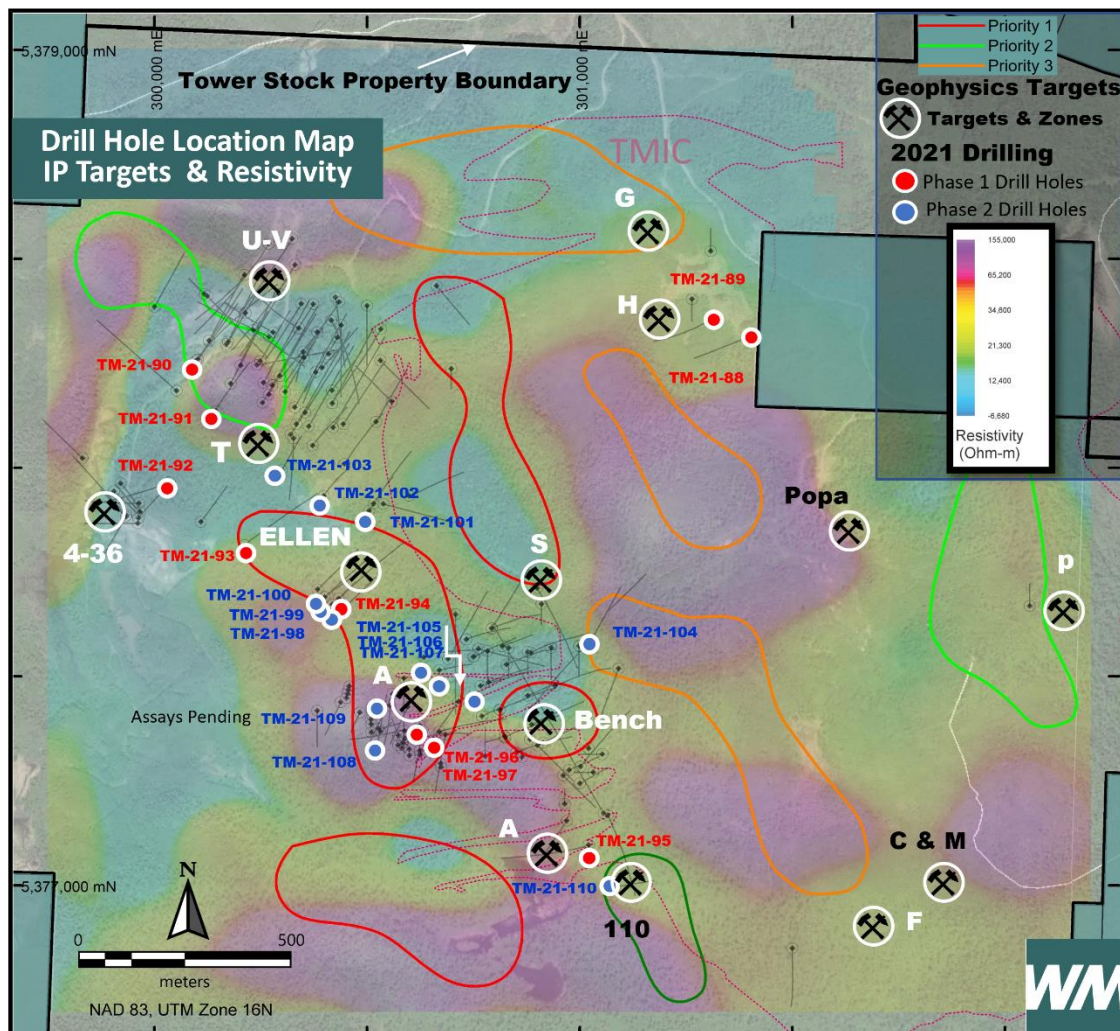 5,379,000 mN
300,000 mE
301,000 mE
Tower Stock Property Boundary
Drill Hole Location Map
IP Targets & Resistivity
Priority 1
Priority 2
Priority 3
Geophysics Targets
Targets & Zones
2021 Drilling
Phase 1 Drill Holes
Phase 2 Drill Holes
155,000
65,200
34,600
21,300
12,400
-6,680
Resistivity
(Ohm-m)
TMIC
G
U-V
TM-21-89
H
TM-21-90
TM-21-88
TM-21-91
T
TM-21-103
TM-21-92
TM-21-102
Popa
TM-21-101
4-36
ELLEN
TM-21-93
S
p
TM-21-100
TM-21-94
TM-21-99
TM-21-105
TM-21-98
TM-21-106
TM-21-104
TM-21-107
A
Assays Pending
TM-21-109
Bench
TM-21-108
TM-21-96
TM-21-97
A
TM-21-95
C & M
5,377,000 mN
TM-21-110
N
110
F
0
500
meters
NAD 83, UTM Zone 16N
WM